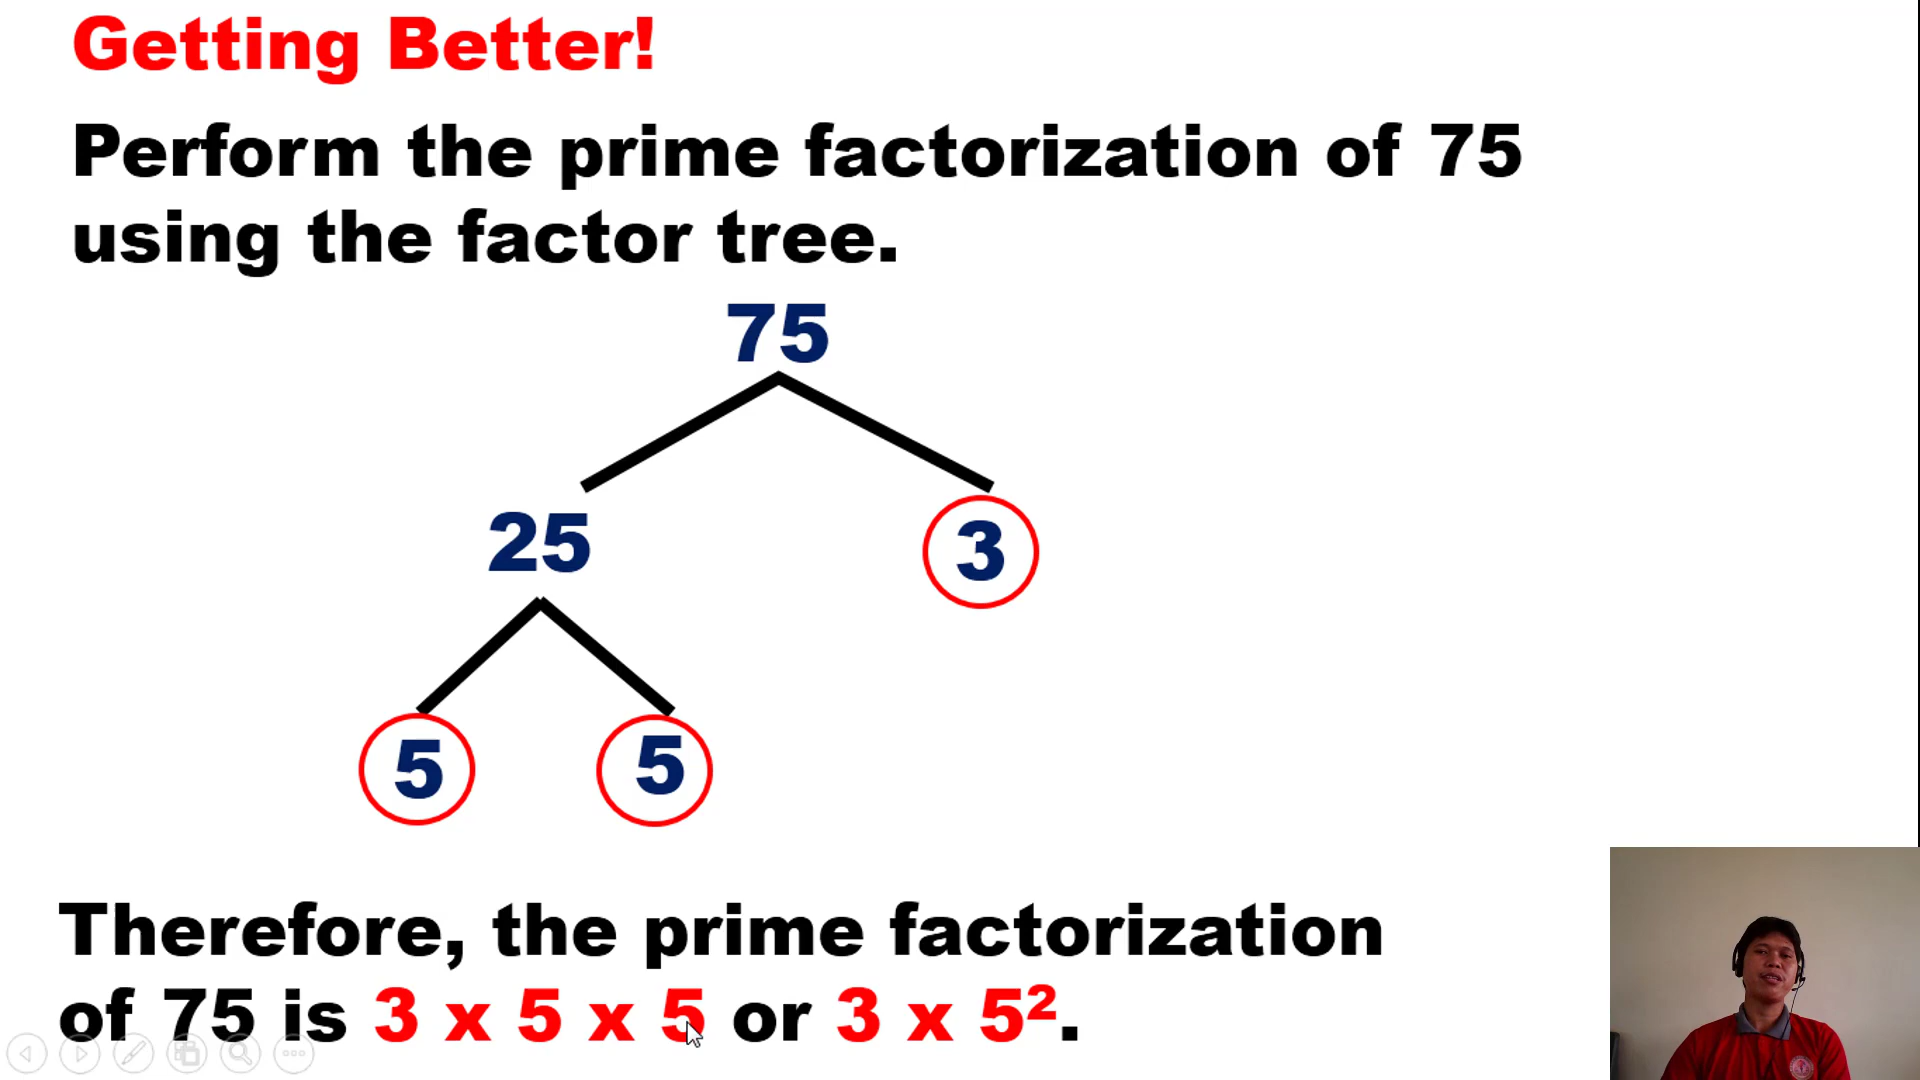 Getting Better!
Perform the prime factorization of 75
using the factor tree.
75
25
3
5
5
Therefore, the prime factorization
of 75 is 3 x 5 x 5 or 3 x 5².